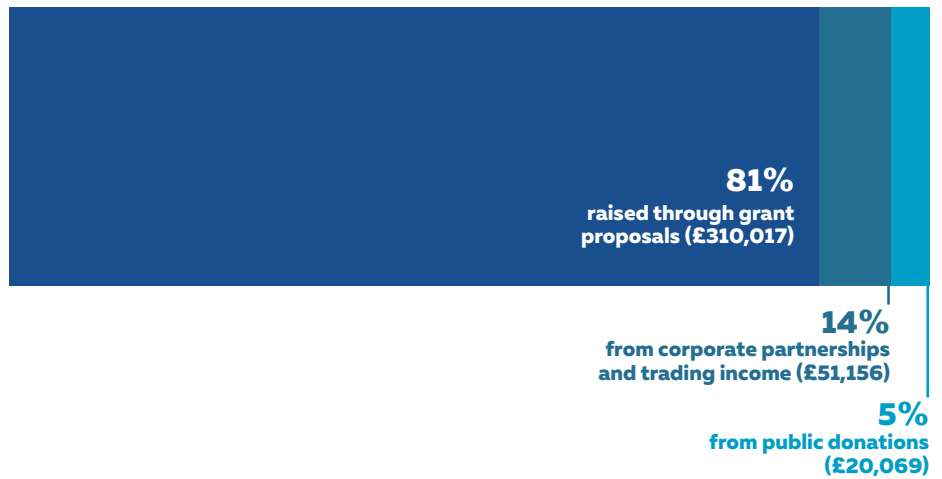 81%
raised through grant
proposals (£310,017)
14%
from corporate partnerships
and trading income (£51,156)
5%
from public donations
(£20,069)